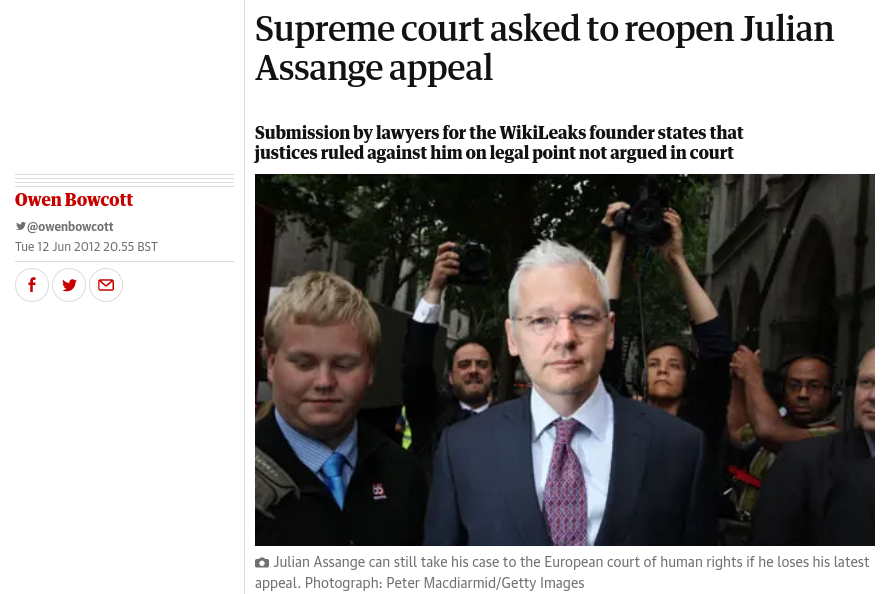 Supreme court asked to reopen Julian
Assange appeal
Submission by lawyers for the WikiLeaks founder states that
justices ruled against him on legal point not argued in court
Owen Bowcott
@owenbowcott
Tue 12 Jun 2012 20.55 BST
Julian Assange can still take his case to the European court of human rights if he loses his latest
appeal. Photograph: Peter Macdiarmid/Getty Images